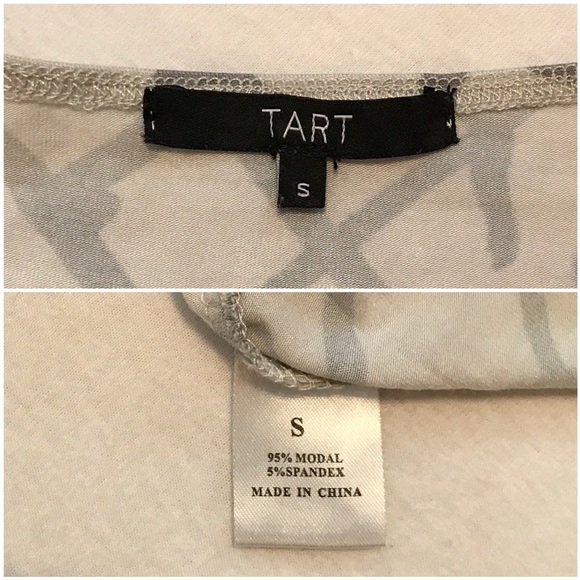 TART
S
S
95% MODAL
5%SPANDEX
MADE IN CHINA